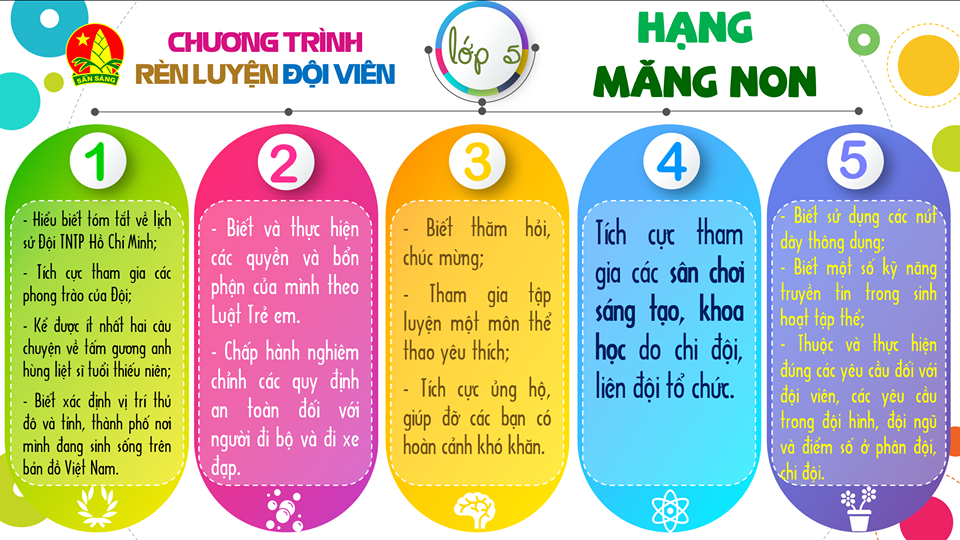 SẴN SÀNG
CHƯƠNG TRÌNH
RÈN LUYỆN ĐỘI VIÊN
lớp 5
HẠNG
MĂNG NON
1
- Hiểu biết tóm tắt về lịch
sử Đội TNTP Hồ Chí Minh;
- Tích cực tham gia các
phong trào của Đội;
- Kể được ít nhất hai câu
chuyện về tấm gương anh
hùng liệt sĩ tuổi thiếu niên;
- Biết xác định vị trí thủ
đô và tỉnh, thành phố nơi
mình đang sinh sống trên
bản đồ Việt Nam.
2
- Biết và thực hiện
các quyền và bổn
phận của mình theo
Luật Trẻ em.
- Chấp hành nghiêm
chỉnh các quy định
an toàn đối với
người đi bộ và đi xe
đạp.
3
- Biết thăm hỏi,
chúc mừng;
- Tham gia tập
luyện một môn thể
thao yêu thích;
- Tích cực ủng hộ,
giúp đỡ các bạn có
hoàn cảnh khó khăn.
4
Tích cực tham
gia các sân chơi
sáng tạo, khoa
học do chi đội,
liên đội tổ chức.
5
- Biết sử dụng các nút
dây thông dụng;
- Biết một số kỹ năng
truyền tin trong sinh
hoạt tập thể;
- Thuộc và thực hiện
đúng các yêu cầu đối với
đội viên, các yêu cầu
trong đội hình, đội ngũ
và điểm số ở phân đội,
chi đội.